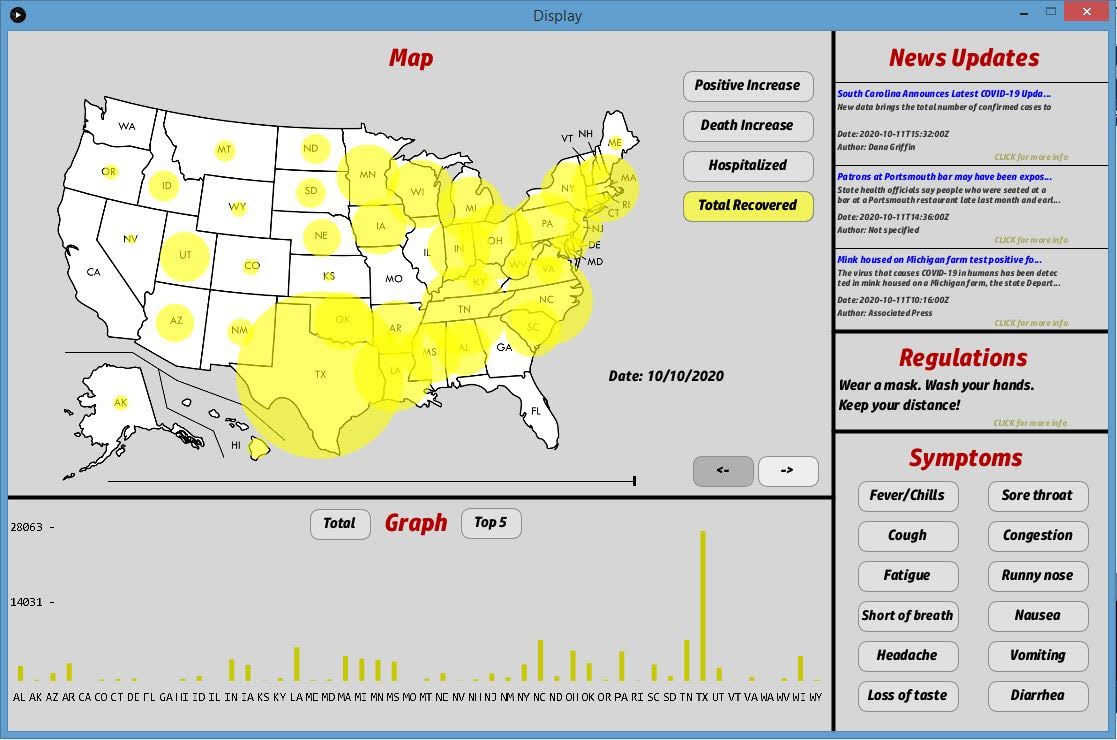 Display
Map
Positive Increase
Death Increase
Hospitalized
Total Recovered
WA
MT
ND
MN
VT
NH
ME
OR
ID
SD
WI
MI
NY
MA
RI
CT
WY
IA
PA
NJ
NV
NE
OH
IN
IL
DE
MD
UT
CO
KS
MO
WV
VA
KY
CA
NC
TN
AZ
NM
OK
AR
SC
MS
AL
GA
TX
LA
FL
AK
HI
Date: 10/10/2020
<-
->
Total
Graph
Top 5
28063 -
14031 -
AL AK AZ AR CA CO CT DE FL GA HI ID IL IN IA KS KY LA ME MD MA MI MN MS MO MT NE NV NH NJ NM NY NC ND OH OK OR PA RI SC SD TN TX UT VT VA WA WV WI WY
News Updates
South Carolina Announces Latest COVID-19 Upda...
New data brings the total number of confirmed cases to
Date: 2020-10-11T15:32:00Z
Author: Dana Griffin
CLICK for more info
Patrons at Portsmouth bar may have been expos...
State health officials say people who were seated at a
bar at a Portsmouth restaurant late last month and earl...
Date: 2020-10-11T14:36:00Z
Author: Not specified
CLICK for more info
Mink housed on Michigan farm test positive fo...
The virus that causes COVID-19 in humans has been detec
ted in mink housed on a Michigan farm, the state Depart...
Date: 2020-10-11T10:16:00Z
Author: Associated Press
CLICK for more info
Regulations
Wear a mask. Wash your hands.
Keep your distance!
CLICK for more info
Symptoms
Fever/Chills
Sore throat
Cough
Congestion
Fatigue
Runny nose
Short of breath
Nausea
Headache
Vomiting
Loss of taste
Diarrhea